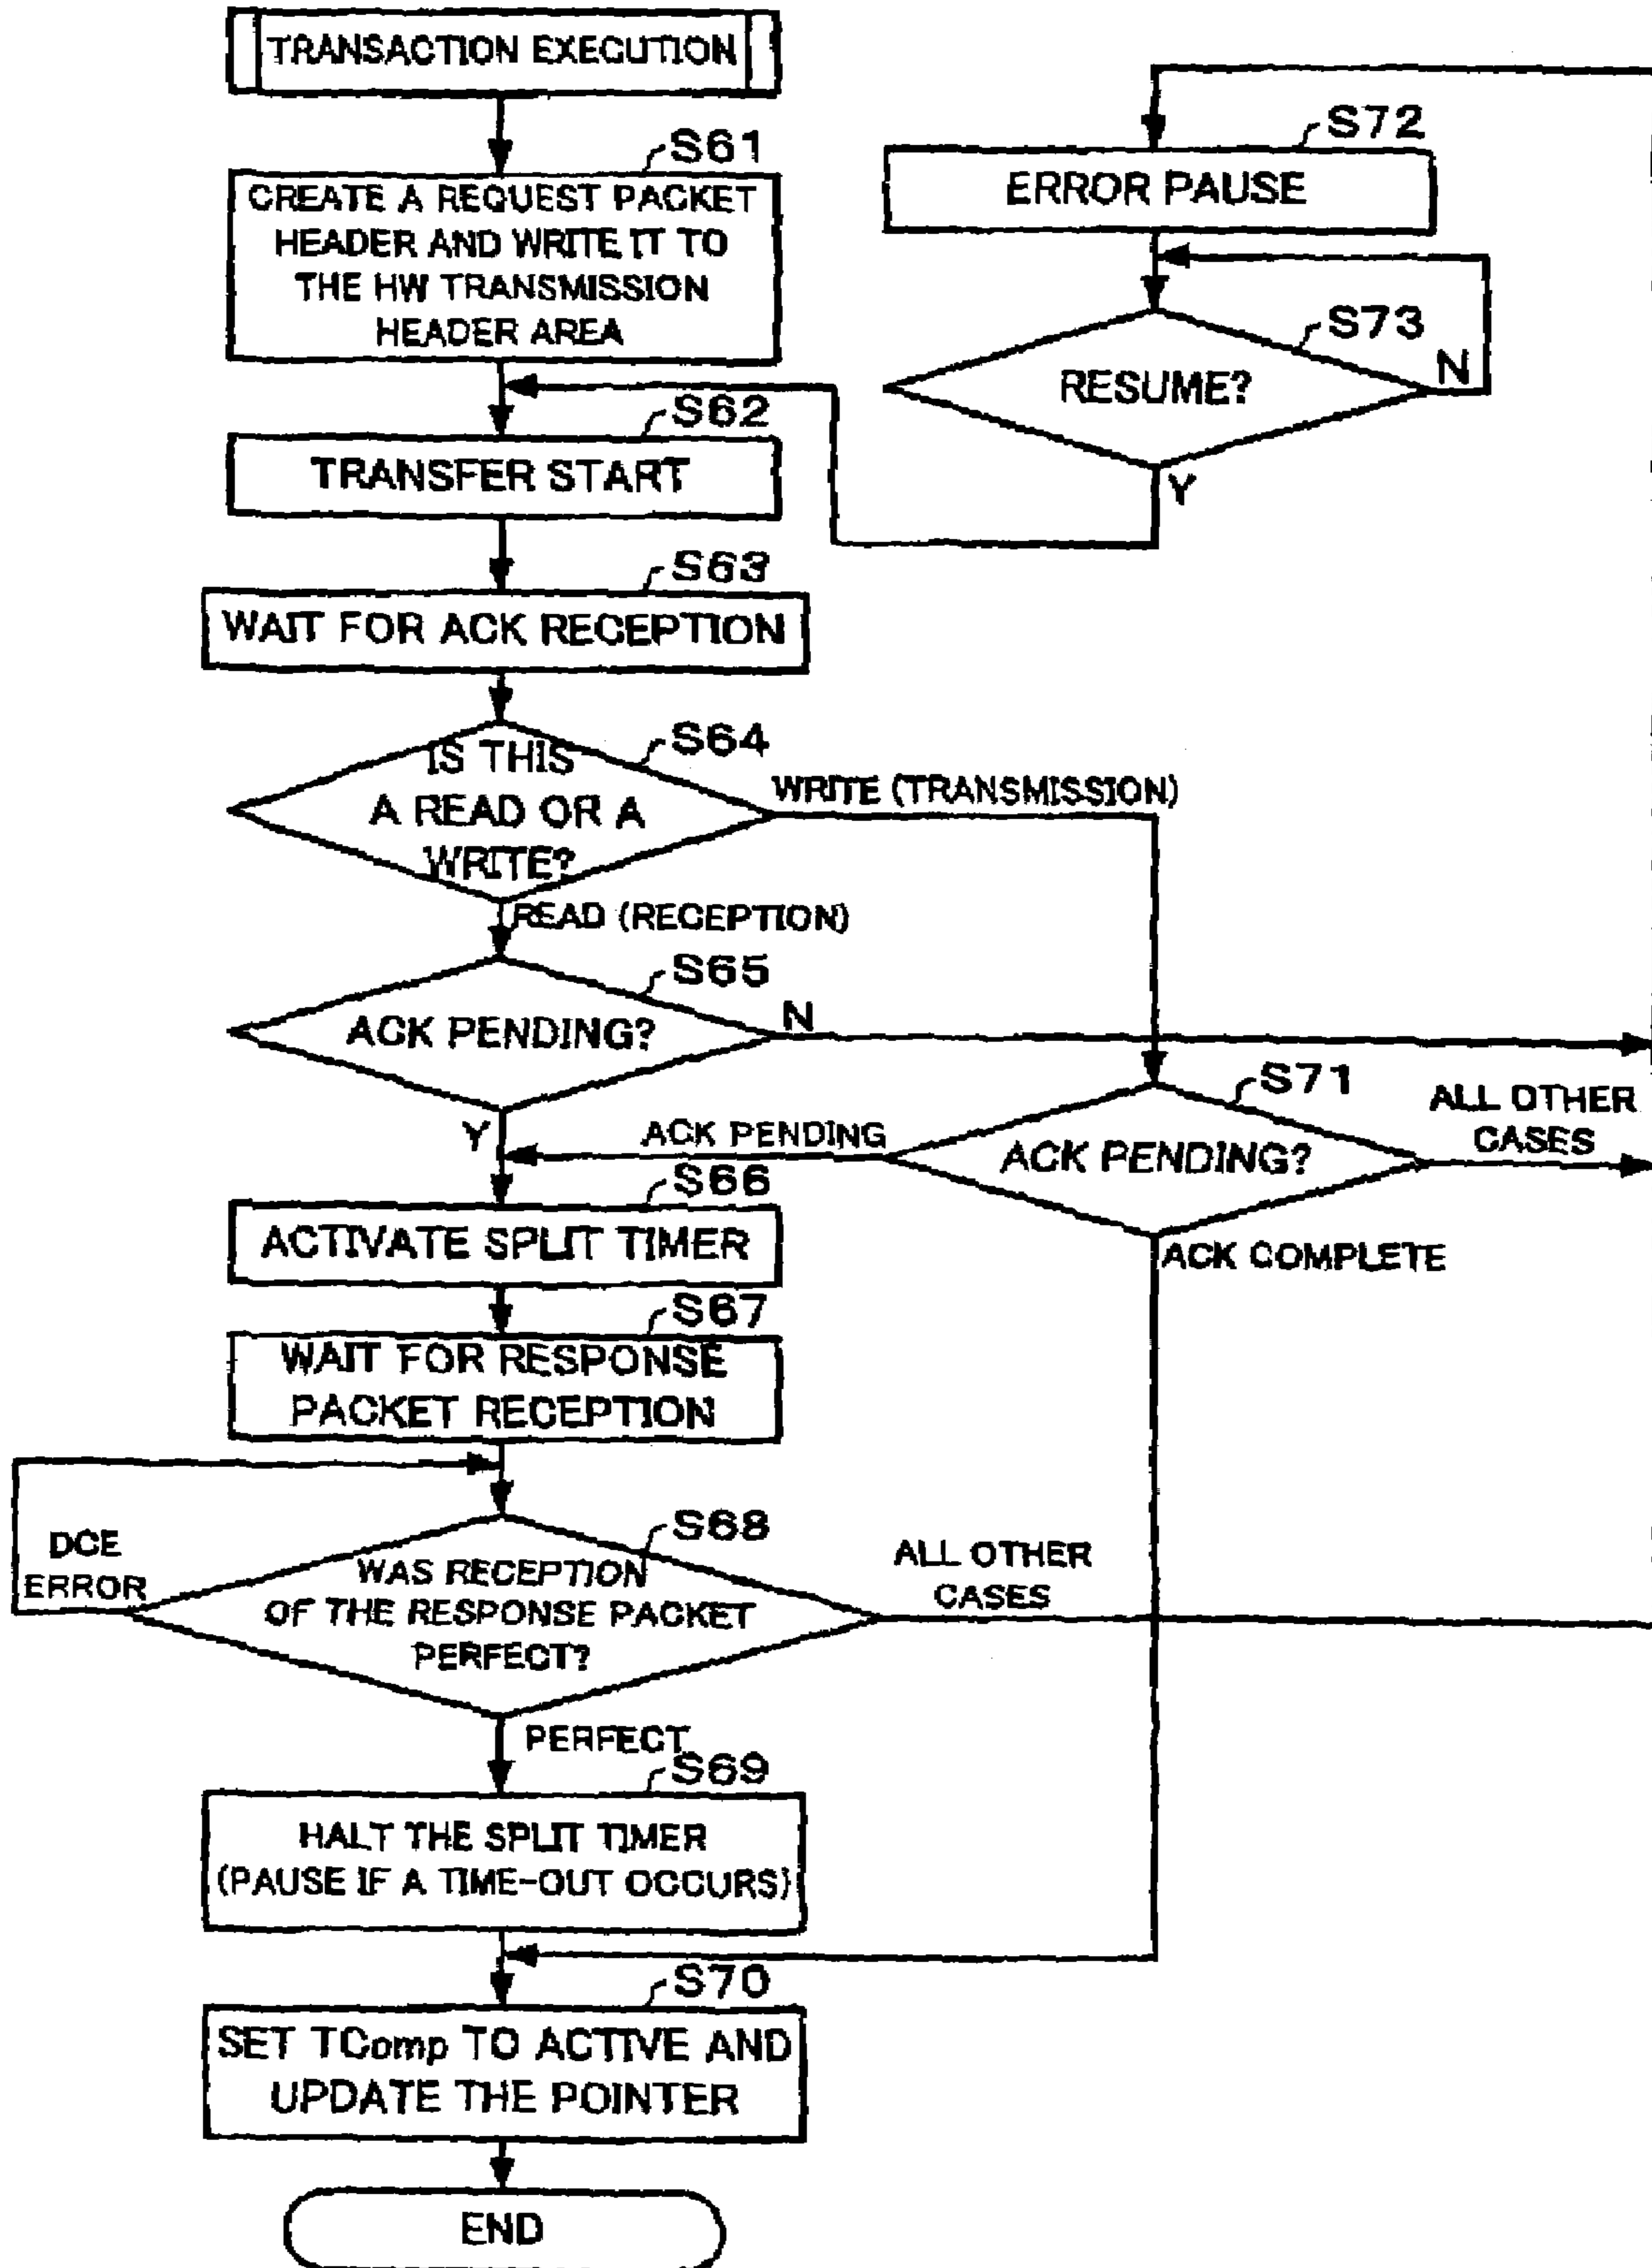 TRANSACTION EXECUTION
S61
CREATE A REQUEST PACKET
HEADER AND WRITE IT TO
THE HW TRANSMISSION
HEADER AREA
S62
TRANSFER START
S63
WAIT FOR ACK RECEPTION
S64
IS THIS
A READ OR A
WRITE?
WRITE (TRANSMISSION)
READ (RECEPTION)
S65
ACK PENDING?
N
Y
S72
ERROR PAUSE
S73
RESUME?
N
Y
S71
ACK PENDING?
ACK PENDING
ALL OTHER
CASES
ACK COMPLETE
S66
ACTIVATE SPLIT TIMER
S67
WAIT FOR RESPONSE
PACKET RECEPTION
S68
WAS RECEPTION
OF THE RESPONSE PACKET
PERFECT?
DCE
ERROR
ALL OTHER
CASES
PERFECT
S69
HALT THE SPLIT TIMER
(PAUSE IF A TIME-OUT OCCURS)
S70
SET TComp TO ACTIVE AND
UPDATE THE POINTER
END